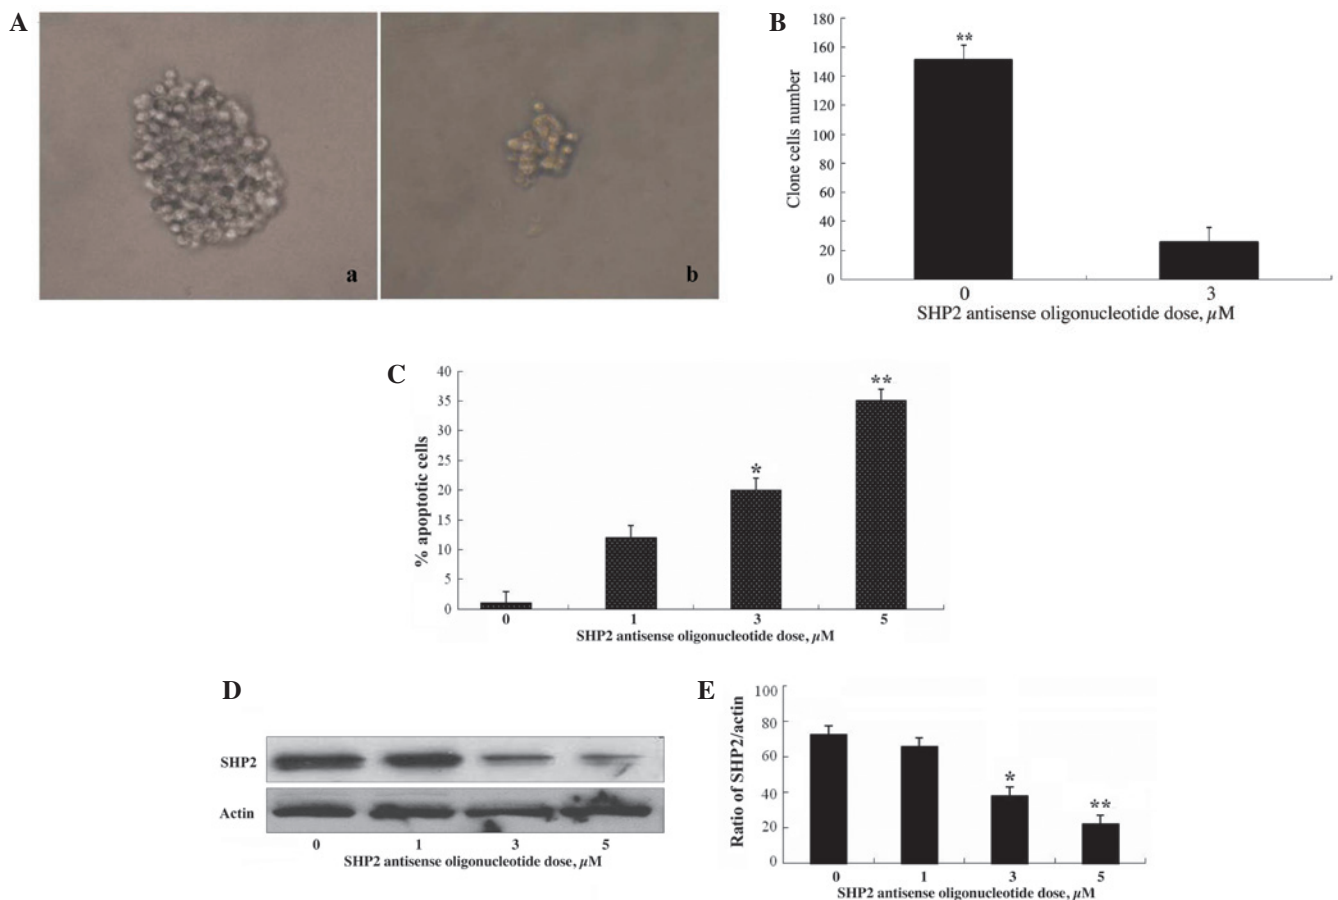 A
a
b
B
180
160
140
120
100
80
60
40
20
0
Clone cells number
**
0
3
SHP2 antisense oligonucleotide dose, µM
C
40
35
30
25
20
15
10
5
0
% apoptotic cells
*
**
0
1
3
5
SHP2 antisense oligonucleotide dose, µM
D
SHP2
Actin
0
1
3
5
SHP2 antisense oligonucleotide dose, µM
E
100
80
60
40
20
0
Ratio of SHP2/actin
*
**
0
1
3
5
SHP2 antisense oligonucleotide dose, µM